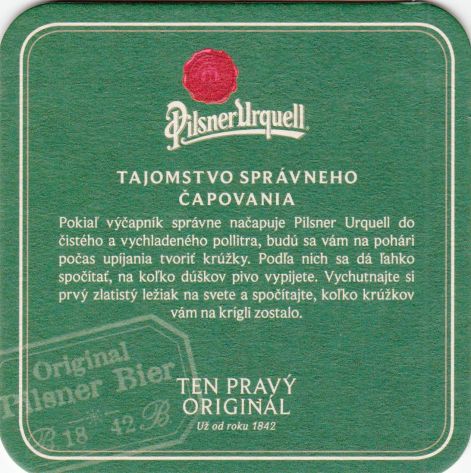 Pilsner Urquell
TAJOMSTVO SPRÁVNEHO
ČAPOVANIA
Pokiaľ výčapník správne načapuje Pilsner Urquell do
čistého a vychladeného pollitra, budú sa vám na pohári
počas upíjania tvoriť krúžky. Podľa nich sa dá ľahko
spočítať, na koľko dúškov pivo vypijete. Vychutnajte si
prvý zlatistý ležiak na svete a spočítajte, koľko krúžkov
vám na krígli zostalo.
Original
Pilsner Bier
B 18 42 B
TEN PRAVÝ
ORIGINÁL
Už od roku 1842